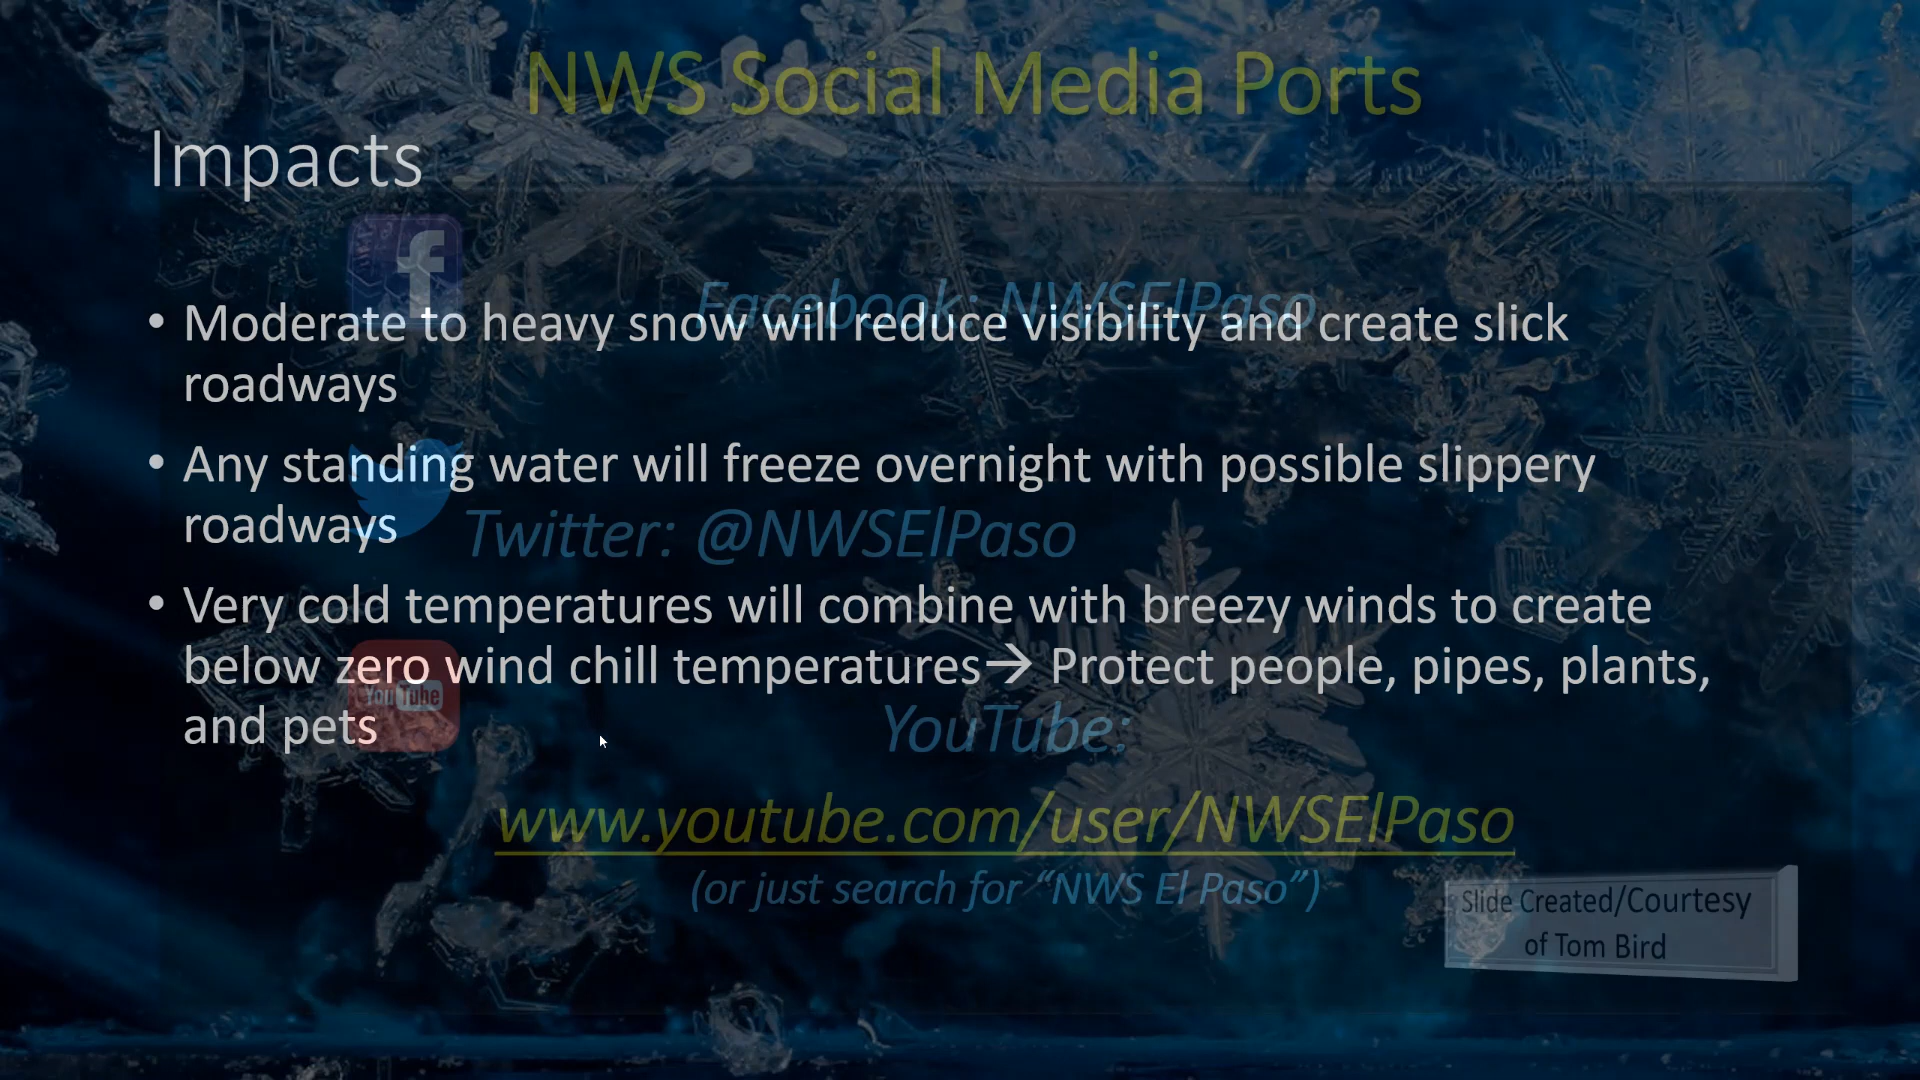 NWS Social Media Ports
Impacts
f
Facebook: NWSElPaso
• Moderate to heavy snow will reduce visibility and create slick
roadways
• Any standing water will freeze overnight with possible slippery
roadways
Twitter: @NWSElPaso
• Very cold temperatures will combine with breezy winds to create
below zero wind chill temperatures→ Protect people, pipes, plants,
and pets
YouTube
YouTube:
www.youtube.com/user/NWSElPaso
(or just search for “NWS El Paso”)
Slide Created/Courtesy
of Tom Bird